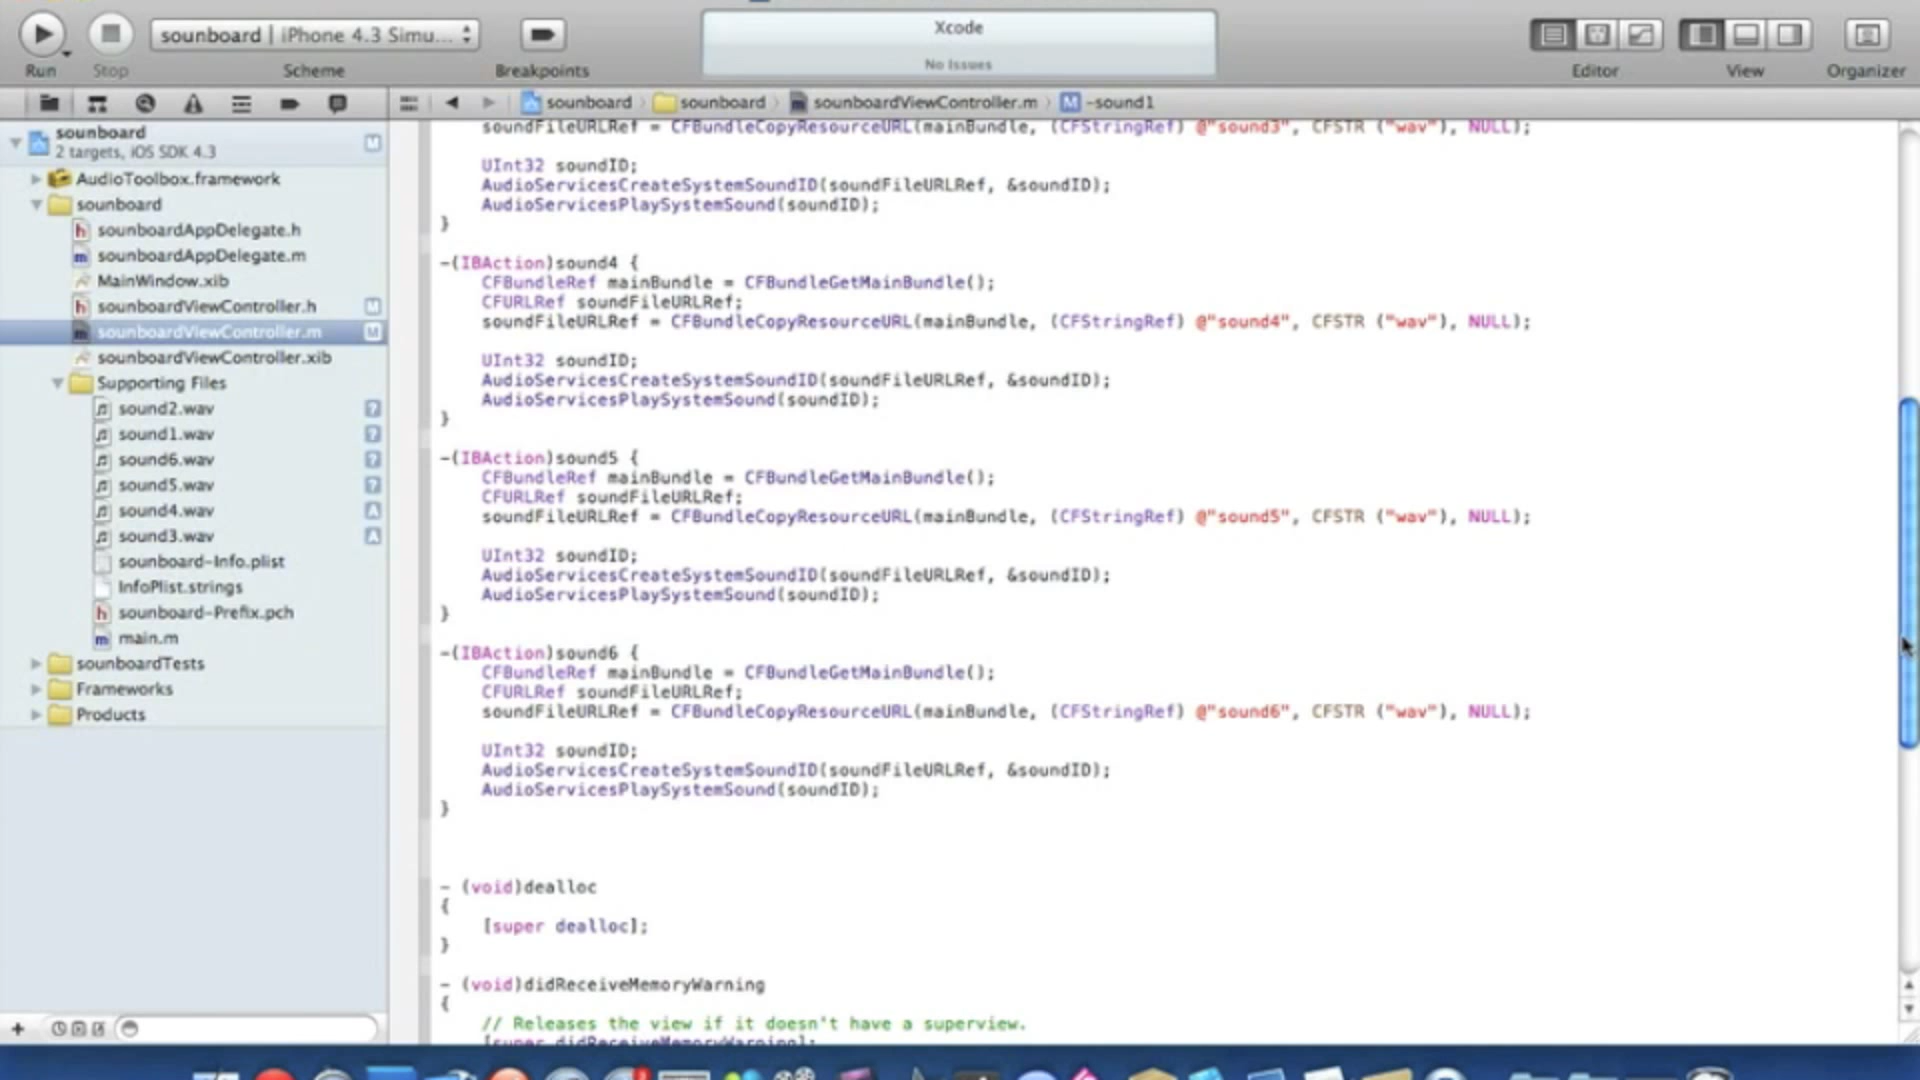 Xcode
No Issues
sounboard | iPhone 4.3 Simu...
Run
Stop
Scheme
Breakpoints
Editor
View
Organizer
sounboard
sounboard
sounboardViewController.m
M
-sound1
sounboard
M
2 targets, iOS SDK 4.3
AudioToolbox.framework
sounboard
h sounboardAppDelegate.h
m sounboardAppDelegate.m
MainWindow.xib
h sounboardViewController.h M
m sounboardViewController.m M
sounboardViewController.xib
Supporting Files
sound2.wav ?
sound1.wav ?
sound6.wav ?
sound5.wav ?
sound4.wav A
sound3.wav A
sounboard-Info.plist
InfoPlist.strings
h sounboard-Prefix.pch
m main.m
sounboardTests
Frameworks
Products
soundFileURLRef = CFBundleCopyResourceURL(mainBundle, (CFStringRef) @"sound3", CFSTR ("wav"), NULL);
UInt32 soundID;
AudioServicesCreateSystemSoundID(soundFileURLRef, &soundID);
AudioServicesPlaySystemSound(soundID);
}
-(IBAction)sound4 {
CFBundleRef mainBundle = CFBundleGetMainBundle();
CFURLRef soundFileURLRef;
soundFileURLRef = CFBundleCopyResourceURL(mainBundle, (CFStringRef) @"sound4", CFSTR ("wav"), NULL);
UInt32 soundID;
AudioServicesCreateSystemSoundID(soundFileURLRef, &soundID);
AudioServicesPlaySystemSound(soundID);
}
-(IBAction)sound5 {
CFBundleRef mainBundle = CFBundleGetMainBundle();
CFURLRef soundFileURLRef;
soundFileURLRef = CFBundleCopyResourceURL(mainBundle, (CFStringRef) @"sound5", CFSTR ("wav"), NULL);
UInt32 soundID;
AudioServicesCreateSystemSoundID(soundFileURLRef, &soundID);
AudioServicesPlaySystemSound(soundID);
}
-(IBAction)sound6 {
CFBundleRef mainBundle = CFBundleGetMainBundle();
CFURLRef soundFileURLRef;
soundFileURLRef = CFBundleCopyResourceURL(mainBundle, (CFStringRef) @"sound6", CFSTR ("wav"), NULL);
UInt32 soundID;
AudioServicesCreateSystemSoundID(soundFileURLRef, &soundID);
AudioServicesPlaySystemSound(soundID);
}
- (void)dealloc
{
[super dealloc];
}
- (void)didReceiveMemoryWarning
{
// Releases the view if it doesn't have a superview.
[super didReceiveMemoryWarning];